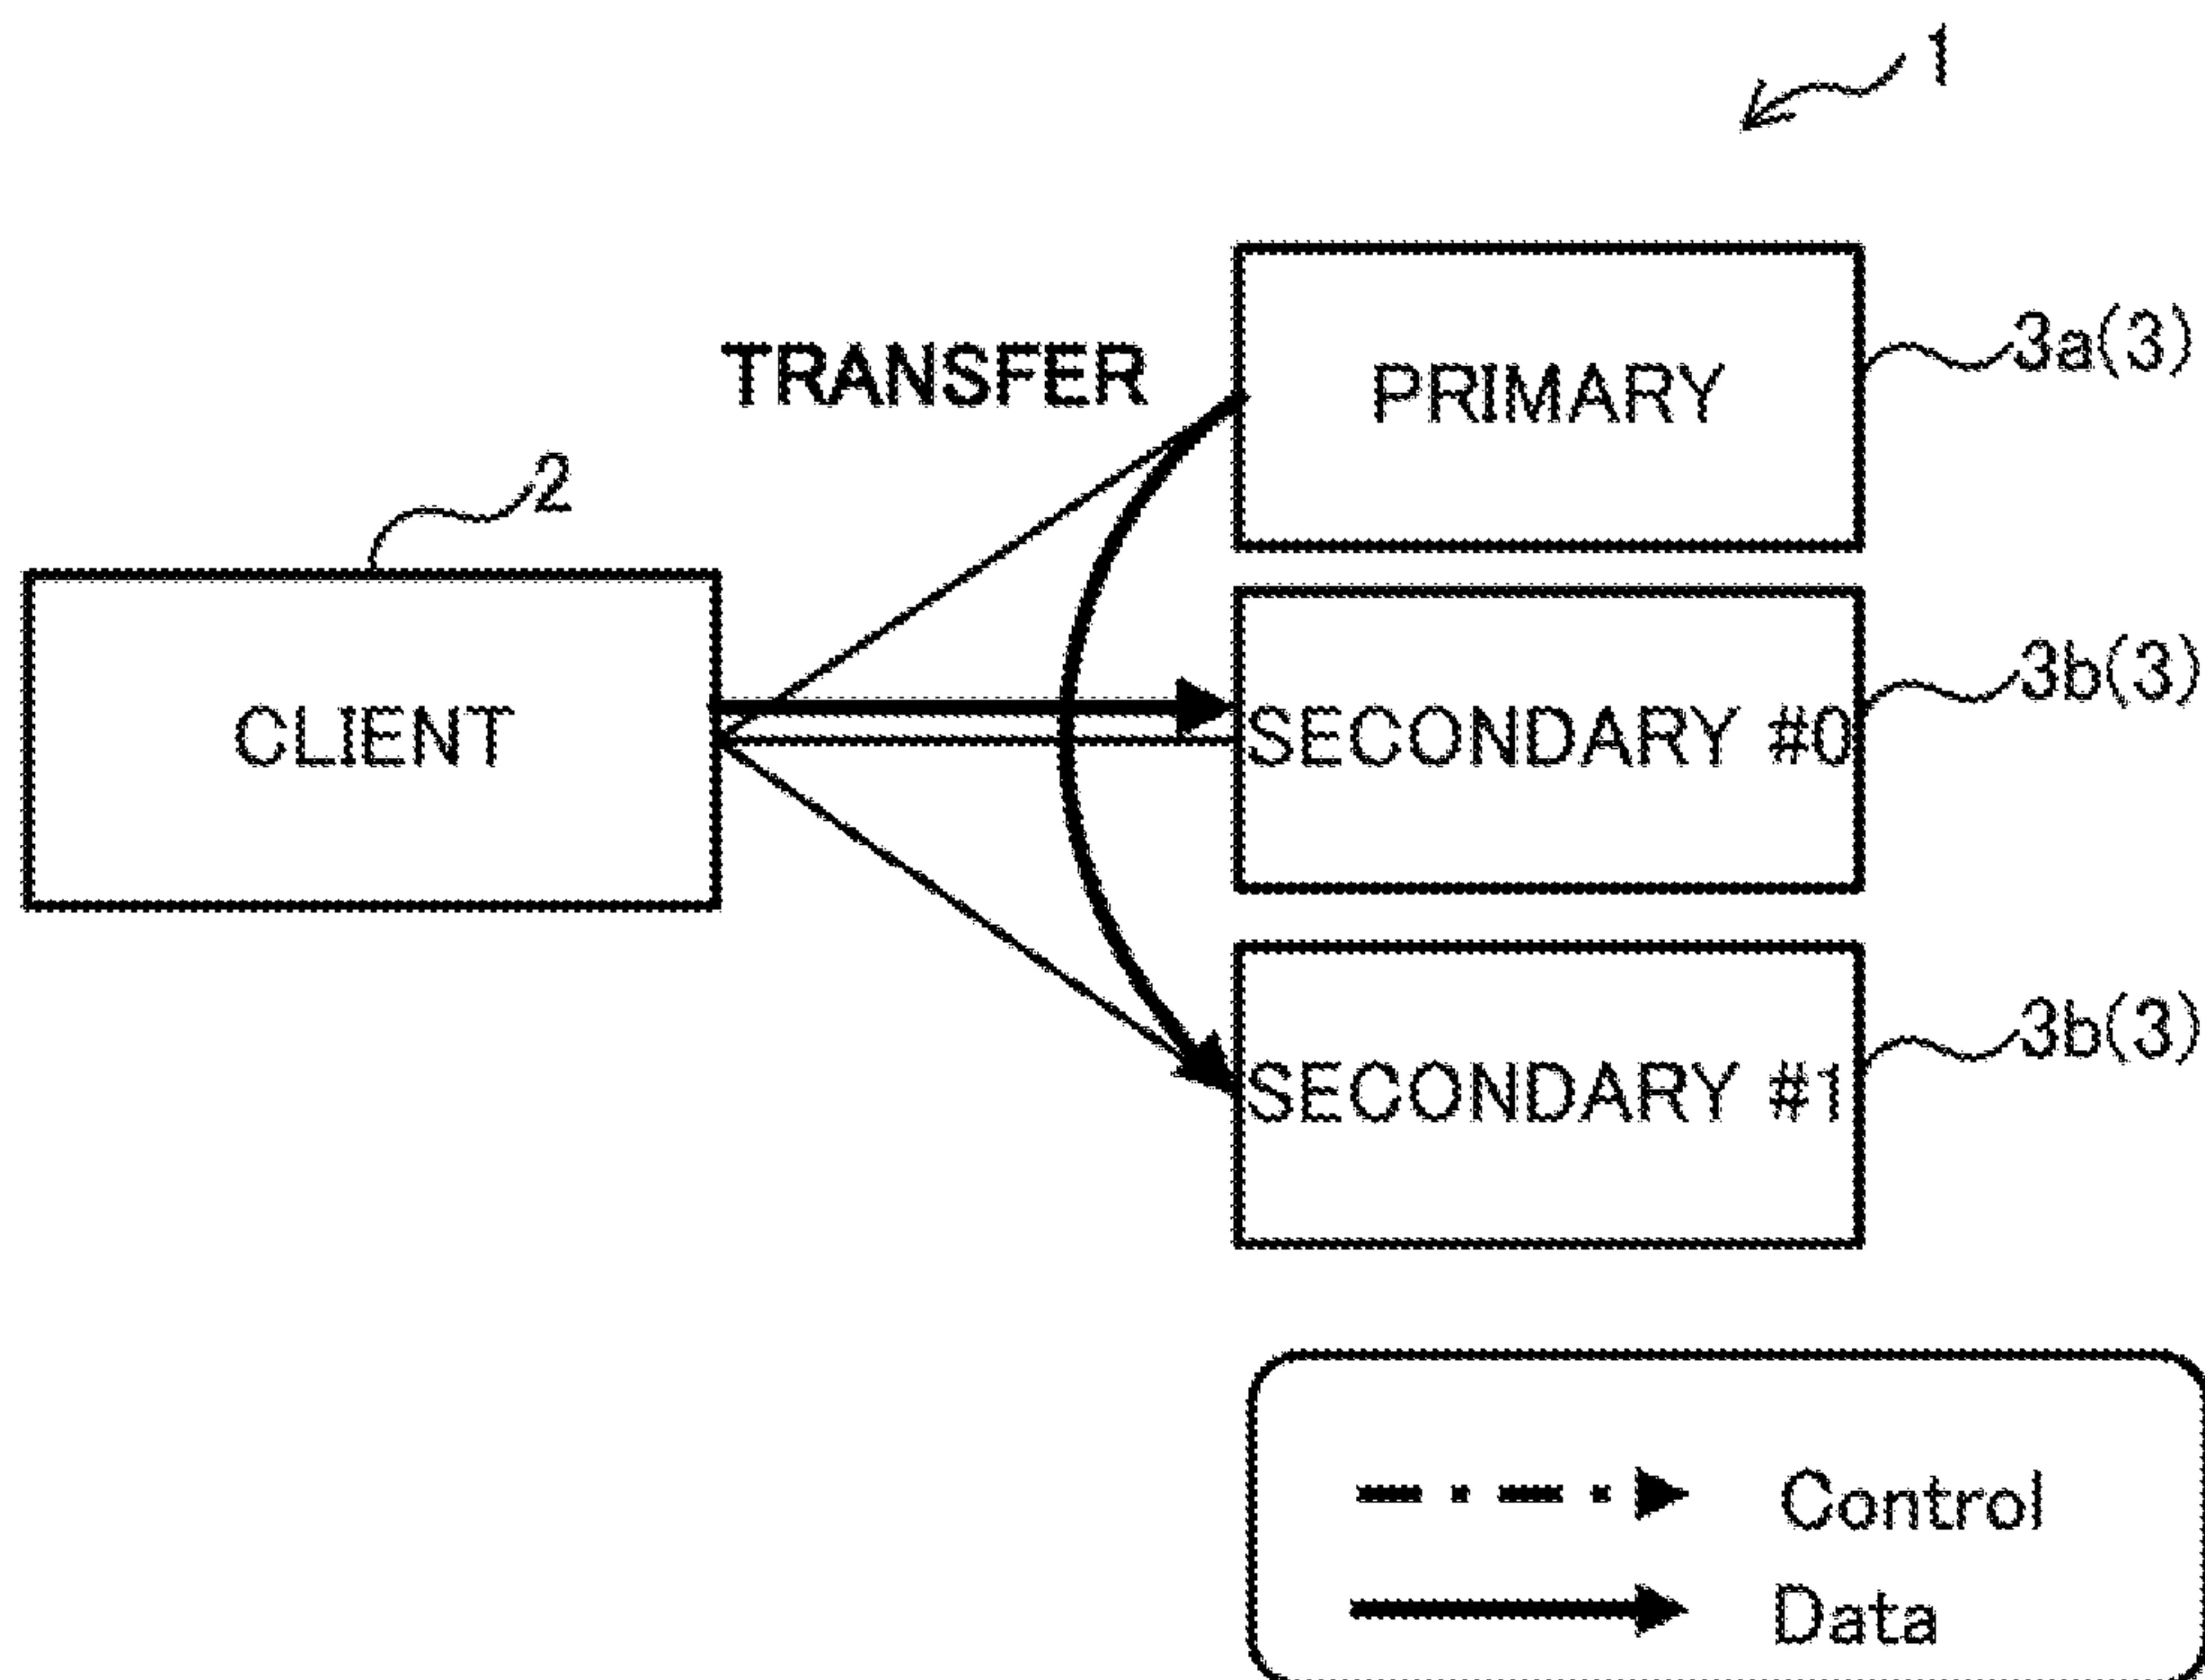 1
TRANSFER
PRIMARY
3a(3)
2
CLIENT
SECONDARY #0
3b(3)
SECONDARY #1
3b(3)
Control
Data